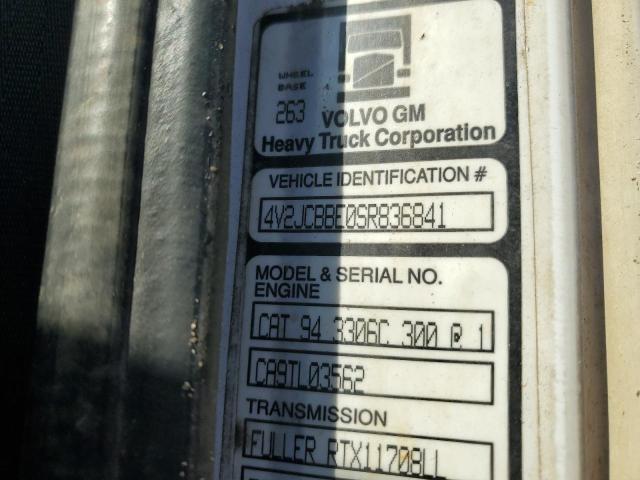 WHEEL
BASE
263
VOLVO GM
Heavy Truck Corporation
VEHICLE IDENTIFICATION #
4V2JCBBE0SR836841
MODEL & SERIAL NO.
ENGINE
CAT 94 3306C 300 @ 1
CA9TL03562
TRANSMISSION
FULLER RTX11708LL